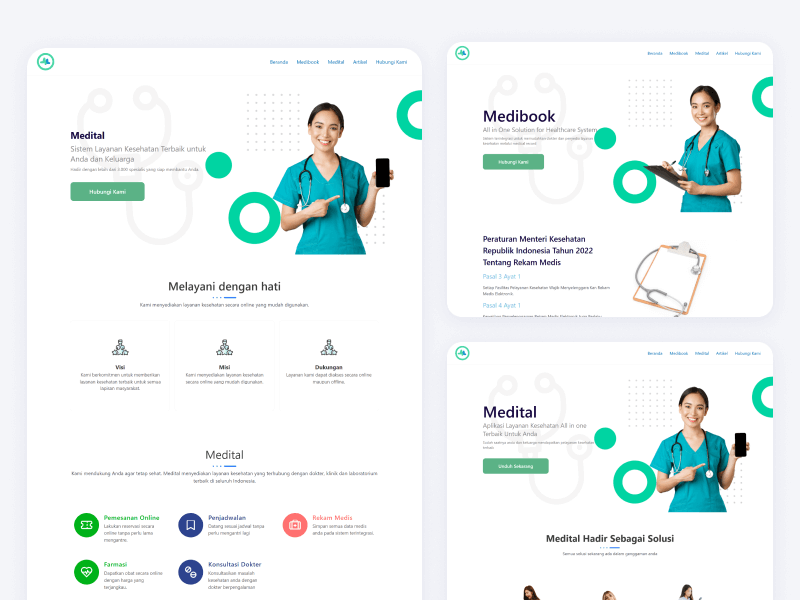 Beranda Medibook Medital Artikel Hubungi Kami
Medital
Sistem Layanan Kesehatan Terbaik untuk
Anda dan Keluarga
Hadir dengan lebih dari 3.000 spesialis yang siap membantu Anda.
Hubungi Kami
Melayani dengan hati
Kami menyediakan layanan kesehatan secara online yang mudah digunakan.
Visi
Kami berkomitmen untuk memberikan
layanan kesehatan terbaik untuk semua
lapisan masyarakat.
Misi
Kami menyediakan layanan kesehatan
secara online yang mudah digunakan.
Dukungan
Layanan kami dapat diakses secara online
maupun offline.
Medital
Kami mendukung Anda agar tetap sehat. Medital menyediakan layanan kesehatan yang terhubung dengan dokter, klinik dan laboratorium
terbaik di seluruh Indonesia.
Pemesanan Online
Lakukan reservasi secara
online tanpa perlu lama
mengantre.
Penjadwalan
Datang sesuai jadwal tanpa
perlu mengantri lagi
Rekam Medis
Simpan semua data medis
anda pada sistem terintegrasi.
Farmasi
Dapatkan obat secara online
dengan harga yang
terjangkau.
Konsultasi Dokter
Konsultasikan masalah
kesehatan anda dengan
dokter berpengalaman
Beranda Medibook Medital Artikel Hubungi Kami
Medibook
All in One Solution for Healthcare System
Hubungi Kami
Peraturan Menteri Kesehatan
Republik Indonesia Tahun 2022
Tentang Rekam Medis
Pasal 3 Ayat 1
Setiap Fasilitas Pelayanan Kesehatan Wajib Menyelenggarakan Rekam
Medis Elektronik.
Pasal 4 Ayat 1
Beranda Medibook Medital Artikel Hubungi Kami
Medital
Aplikasi Layanan Kesehatan All in one
Terbaik Untuk Anda
Unduh Sekarang
Medital Hadir Sebagai Solusi
Semua solusi sekarang ada dalam genggaman anda